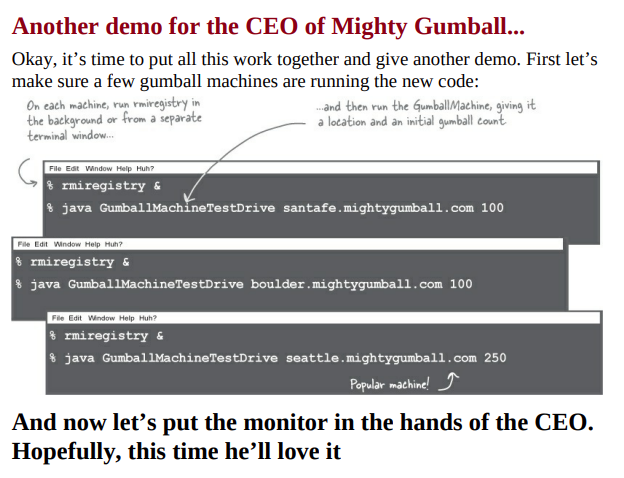 Another demo for the CEO of Mighty Gumball...
Okay, it’s time to put all this work together and give another demo. First let’s
make sure a few gumball machines are running the new code:
On each machine, run rmiregistry in
the background or from a separate
terminal window...
...and then run the GumballMachine, giving it
a location and an initial gumball count
File Edit Window Help Huh?
% rmiregistry &
% java GumballMachineTestDrive santafe.mightygumball.com 100
File Edit Window Help Huh?
% rmiregistry &
% java GumballMachineTestDrive boulder.mightygumball.com 100
File Edit Window Help Huh?
% rmiregistry &
% java GumballMachineTestDrive seattle.mightygumball.com 250
Popular machine!
And now let’s put the monitor in the hands of the CEO.
Hopefully, this time he’ll love it